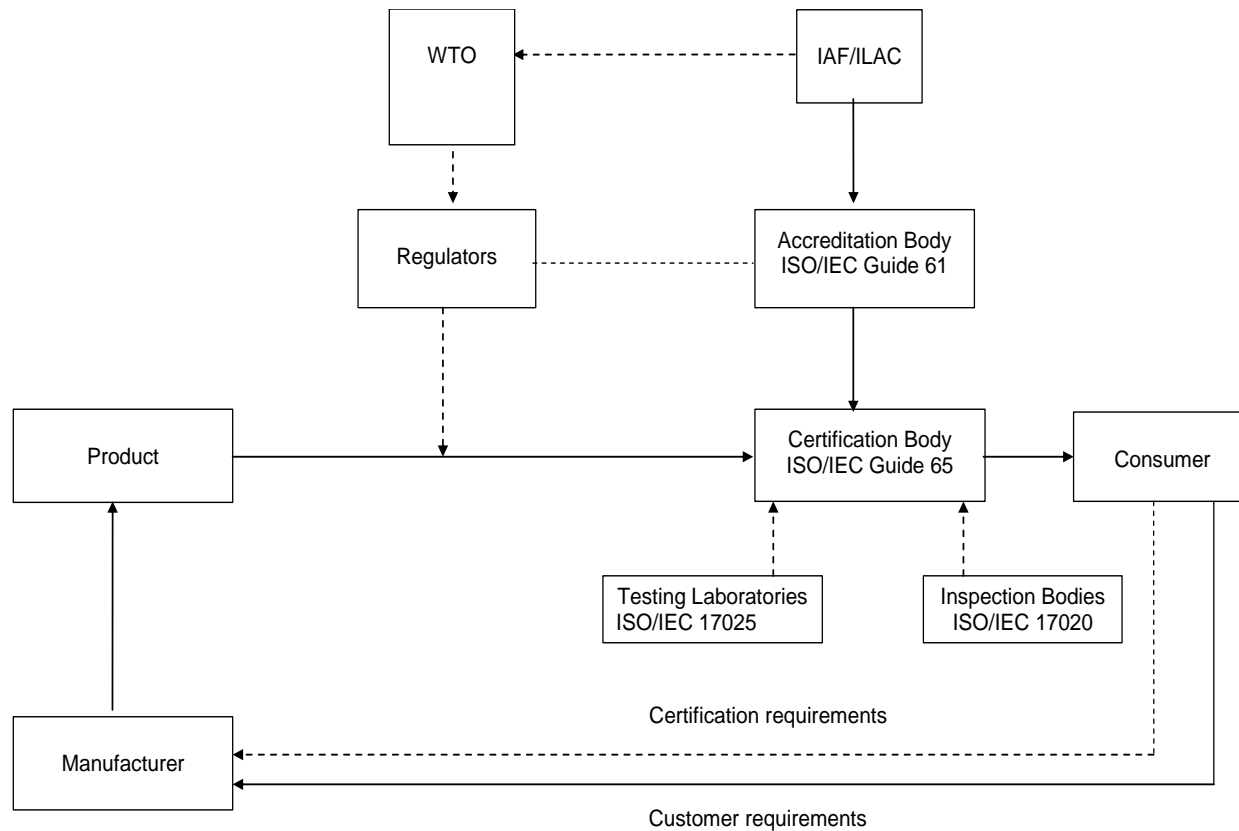 WTO
IAF/ILAC
Regulators
Accreditation Body
ISO/IEC Guide 61
Product
Certification Body
ISO/IEC Guide 65
Consumer
Testing Laboratories
ISO/IEC 17025
Inspection Bodies
ISO/IEC 17020
Certification requirements
Manufacturer
Customer requirements